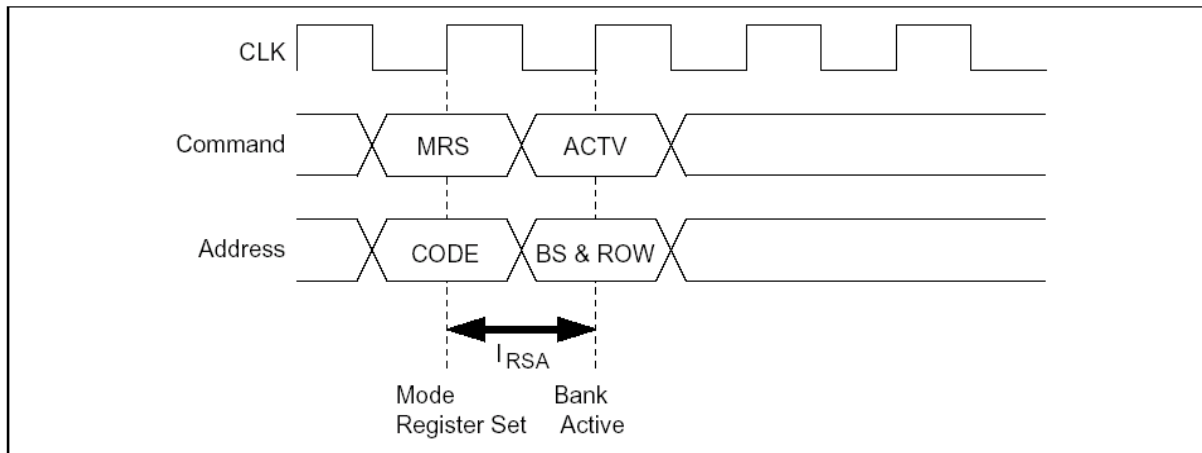 CLK
Command MRS ACTV
Address CODE BS & ROW
I RSA
Mode Bank
Register Set Active